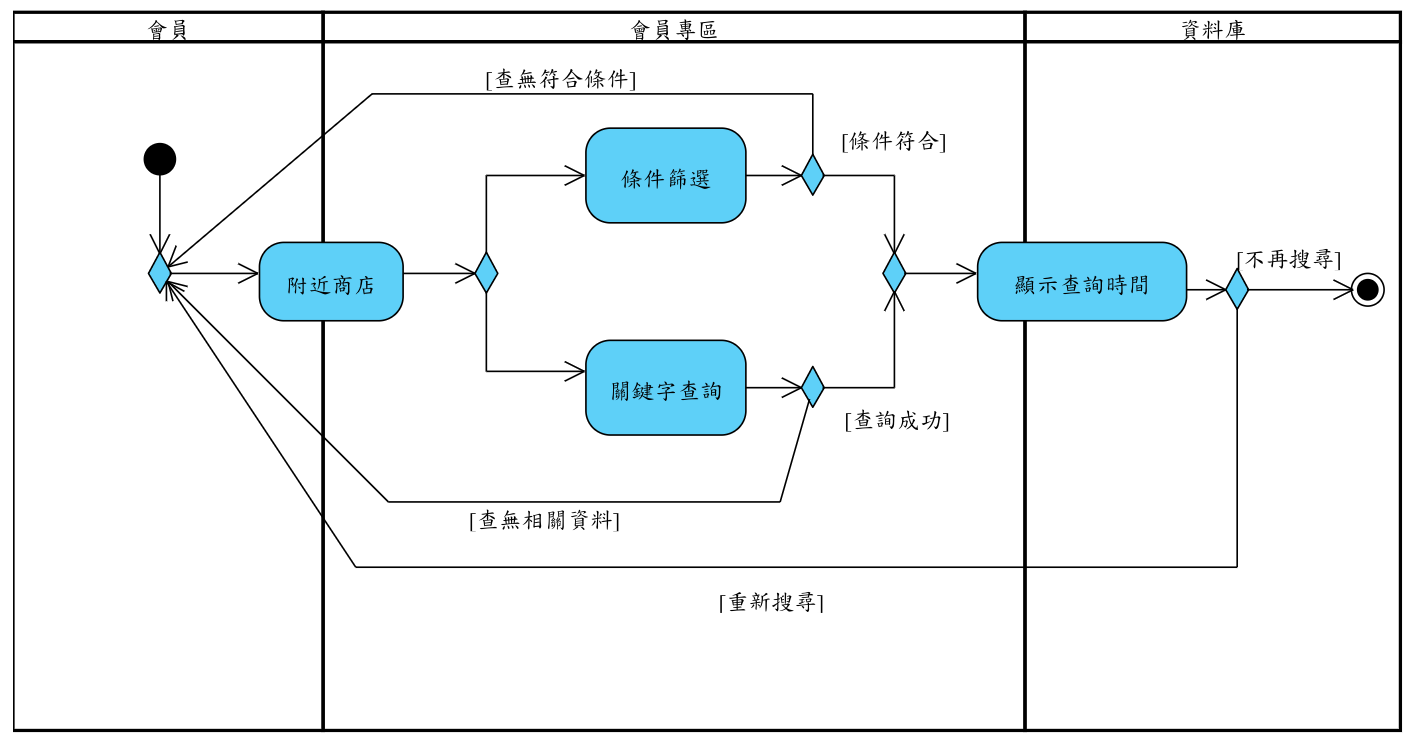 會員
會員專區
資料庫
[查無符合條件]
[條件符合]
條件篩選
[不再搜尋]
附近商店
顯示查詢時間
關鍵字查詢
[查詢成功]
[查無相關資料]
[重新搜尋]